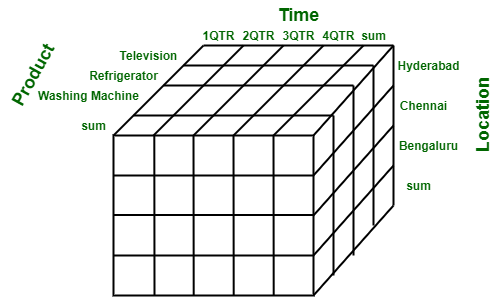 Time
1QTR 2QTR 3QTR 4QTR sum
Product
Television
Refrigerator
Washing Machine
sum
Hyderabad
Chennai
Bengaluru
sum
Location